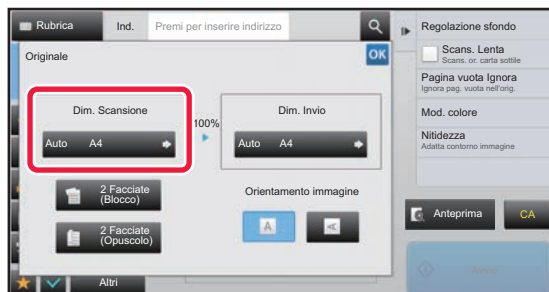 Rubrica
Ind.
Premi per inserire indirizzo
Originale
OK
Dim. Scansione
100%
Dim. Invio
Auto A4
Auto A4
2 Facciate
(Blocco)
2 Facciate
(Opuscolo)
Orientamento immagine
A
A
Altri
Regolazione sfondo
Scans. Lenta
Scans. or. carta sottile
Pagina vuota Ignora
Ignora pag. vuota nell'orig.
Mod. colore
Nitidezza
Adatta contorno immagine
Anteprima
CA
Avvio